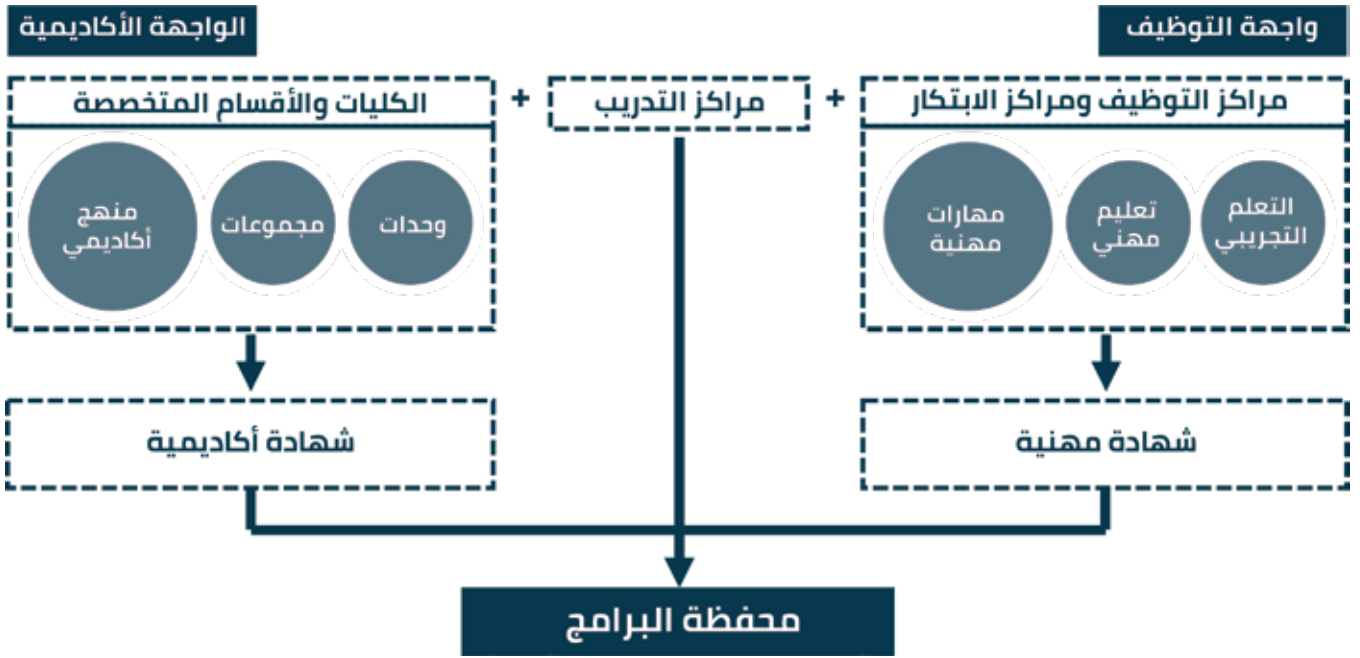 واجهة التوظيف
الواجهة الأكاديمية
مراكز التوظيف ومراكز الابتكار
+
مراكز التدريب
+
الكليات والأقسام المتخصصة
التعلم
التجريبي
تعليم
مهني
مهارات
مهنية
وحدات
مجموعات
منهج
أكاديمي
شهادة مهنية
شهادة أكاديمية
محفظة البرامج